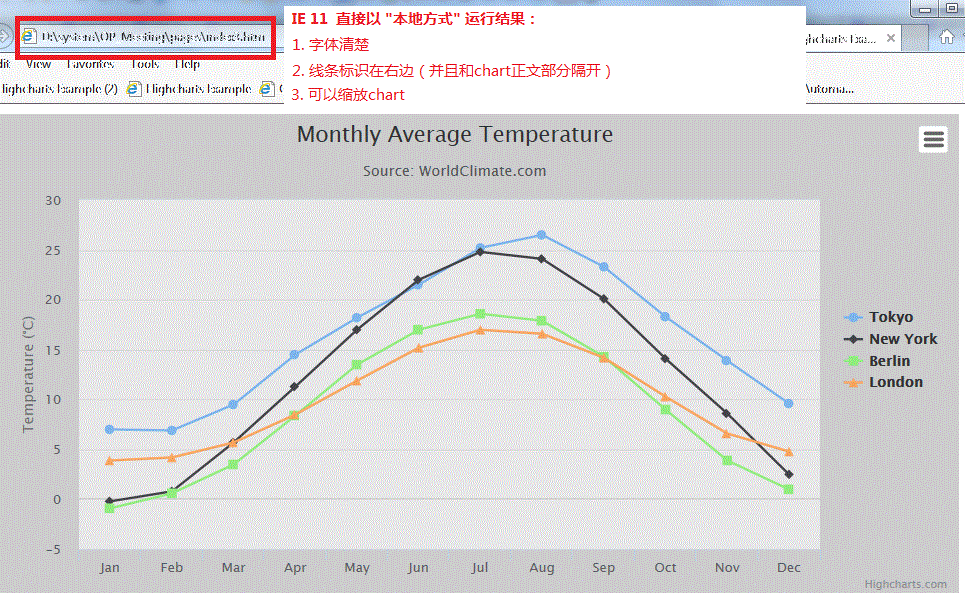 IE 11 直接以 "本地方式" 运行结果：
D:\system\OP_Meeting\pages\index6.htm
1. 字体清楚
dit View Favorites Tools Help
2. 线条标识在右边（并且和chart正文部分隔开）
Highcharts Example (2) Highcharts Example
3. 可以缩放chart
Monthly Average Temperature
Source: WorldClimate.com
Temperature (°C)
30
25
20
15
10
5
0
−5
Jan Feb Mar Apr May Jun Jul Aug Sep Oct Nov Dec
Tokyo
New York
Berlin
London
Highcharts.com